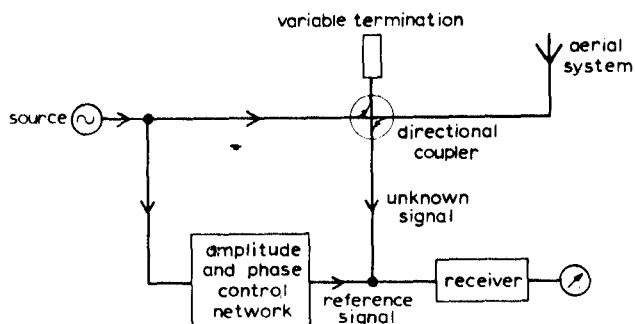 variable termination
aerial
system
source
directional
coupler
unknown
signal
amplitude
and phase
control
network
reference
signal
receiver